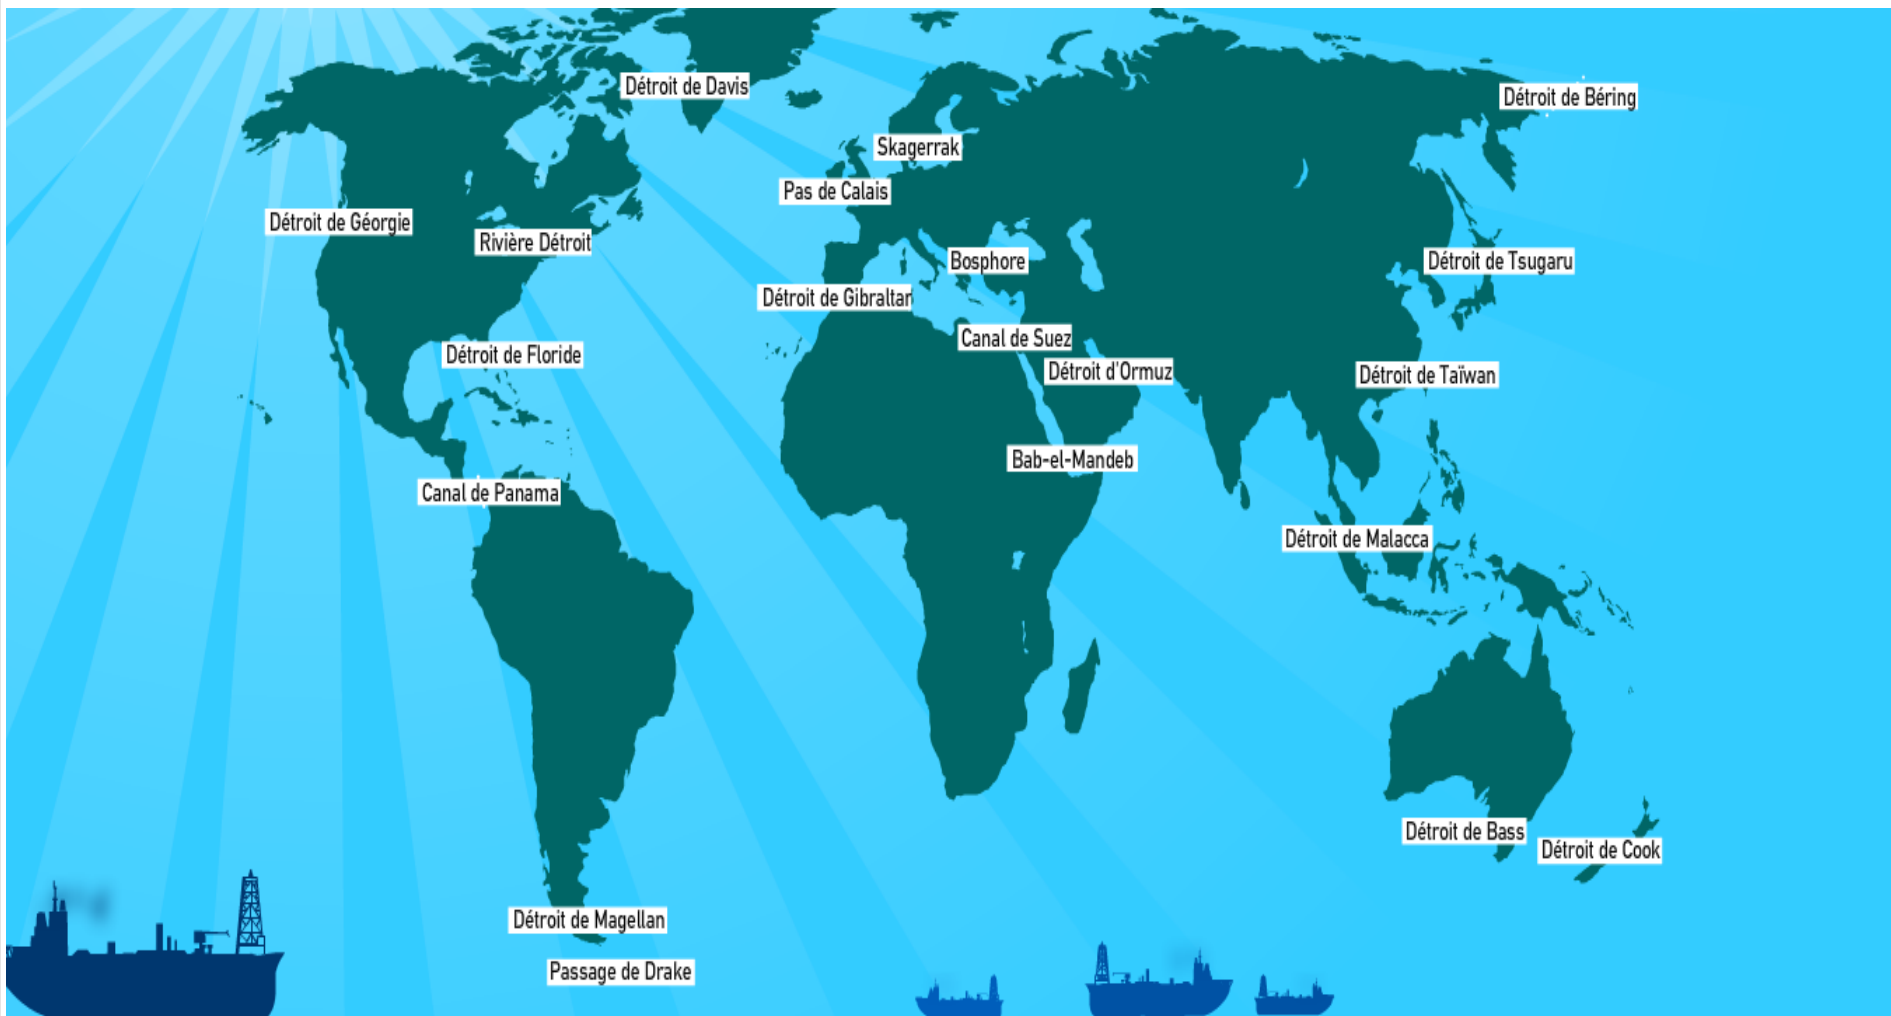 Détroit de Davis
Détroit de Béring
Skagerrak
Pas de Calais
Détroit de Géorgie
Rivière Détroit
Bosphore
Détroit de Tsugaru
Détroit de Gibraltar
Canal de Suez
Détroit de Floride
Détroit d'Ormuz
Détroit de Taïwan
Bab-el-Mandeb
Canal de Panama
Détroit de Malacca
Détroit de Bass
Détroit de Cook
Détroit de Magellan
Passage de Drake